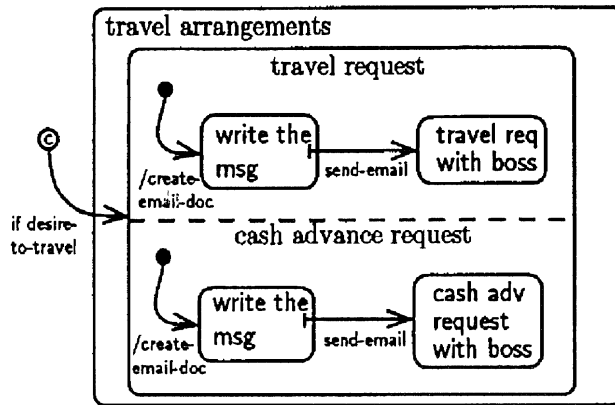 travel arrangements
travel request
write the
msg
send-email
travel req
with boss
/create-
email-doc
C
if desire-
to-travel
cash advance request
write the
msg
send-email
cash adv
request
with boss
/create-
email-doc